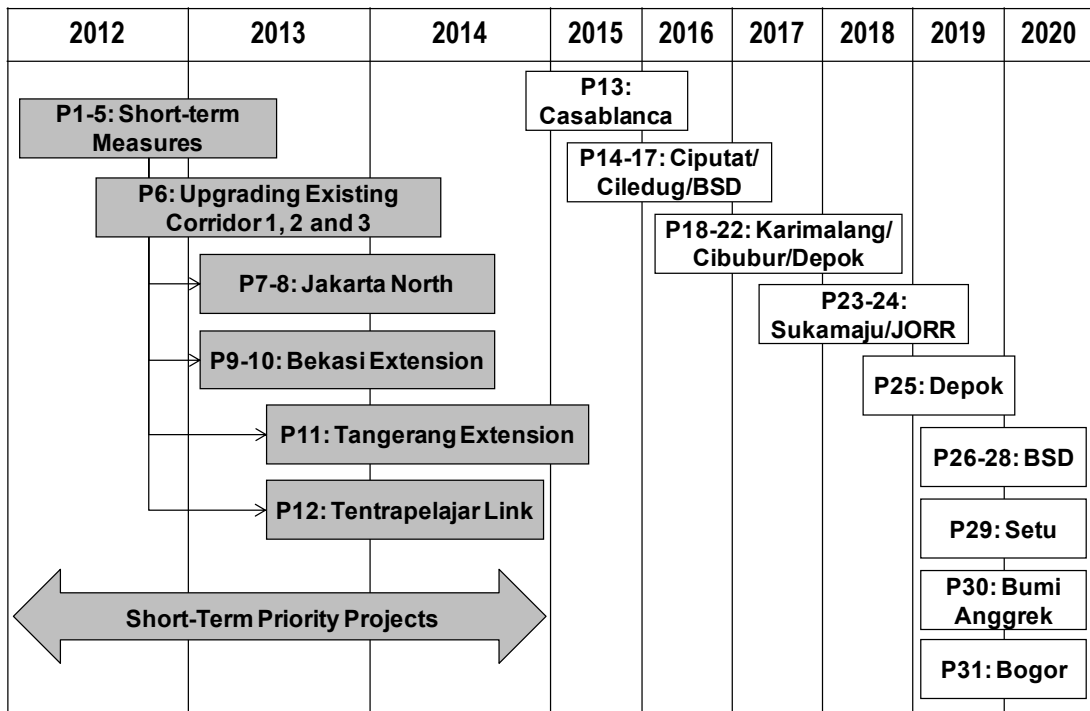 2012 2013 2014 2015 2016 2017 2018 2019 2020
P1-5: Short-term
Measures
P6: Upgrading Existing
Corridor 1, 2 and 3
P7-8: Jakarta North
P9-10: Bekasi Extension
P11: Tangerang Extension
P12: Tentrapelajar Link
Short-Term Priority Projects
P13:
Casablanca
P14-17: Ciputat/
Ciledug/BSD
P18-22: Karimalang/
Cibubur/Depok
P23-24:
Sukamaju/JORR
P25: Depok
P26-28: BSD
P29: Setu
P30: Bumi
Anggrek
P31: Bogor